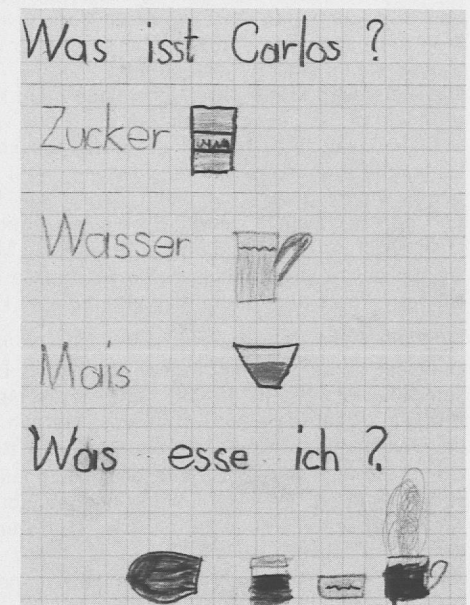 Was isst Carlos ?
Zucker
Wasser
Mais
Was esse ich ?